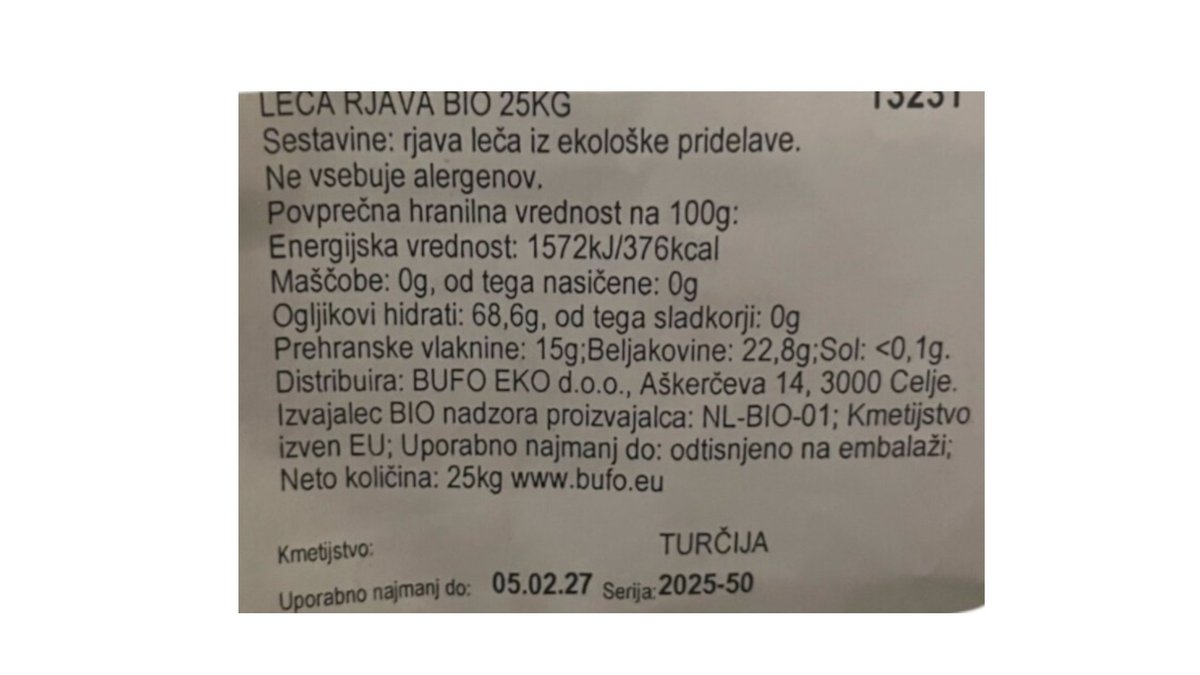 LEČA RJAVA BIO 25KG 13231
Sestavine: rjava leča iz ekološke pridelave.
Ne vsebuje alergenov.
Povprečna hranilna vrednost na 100g:
Energijska vrednost: 1572kJ/376kcal
Maščobe: 0g, od tega nasičene: 0g
Ogljikovi hidrati: 68,6g, od tega sladkorji: 0g
Prehranske vlaknine: 15g;Beljakovine: 22,8g;Sol: <0,1g.
Distribuira: BUFO EKO d.o.o., Aškerčeva 14, 3000 Celje.
Izvajalec BIO nadzora proizvajalca: NL-BIO-01; Kmetijstvo
izven EU; Uporabno najmanj do: odtisnjeno na embalaži;
Neto količina: 25kg www.bufo.eu
Kmetijstvo: TURČIJA
Uporabno najmanj do: 05.02.27 Serija: 2025-50